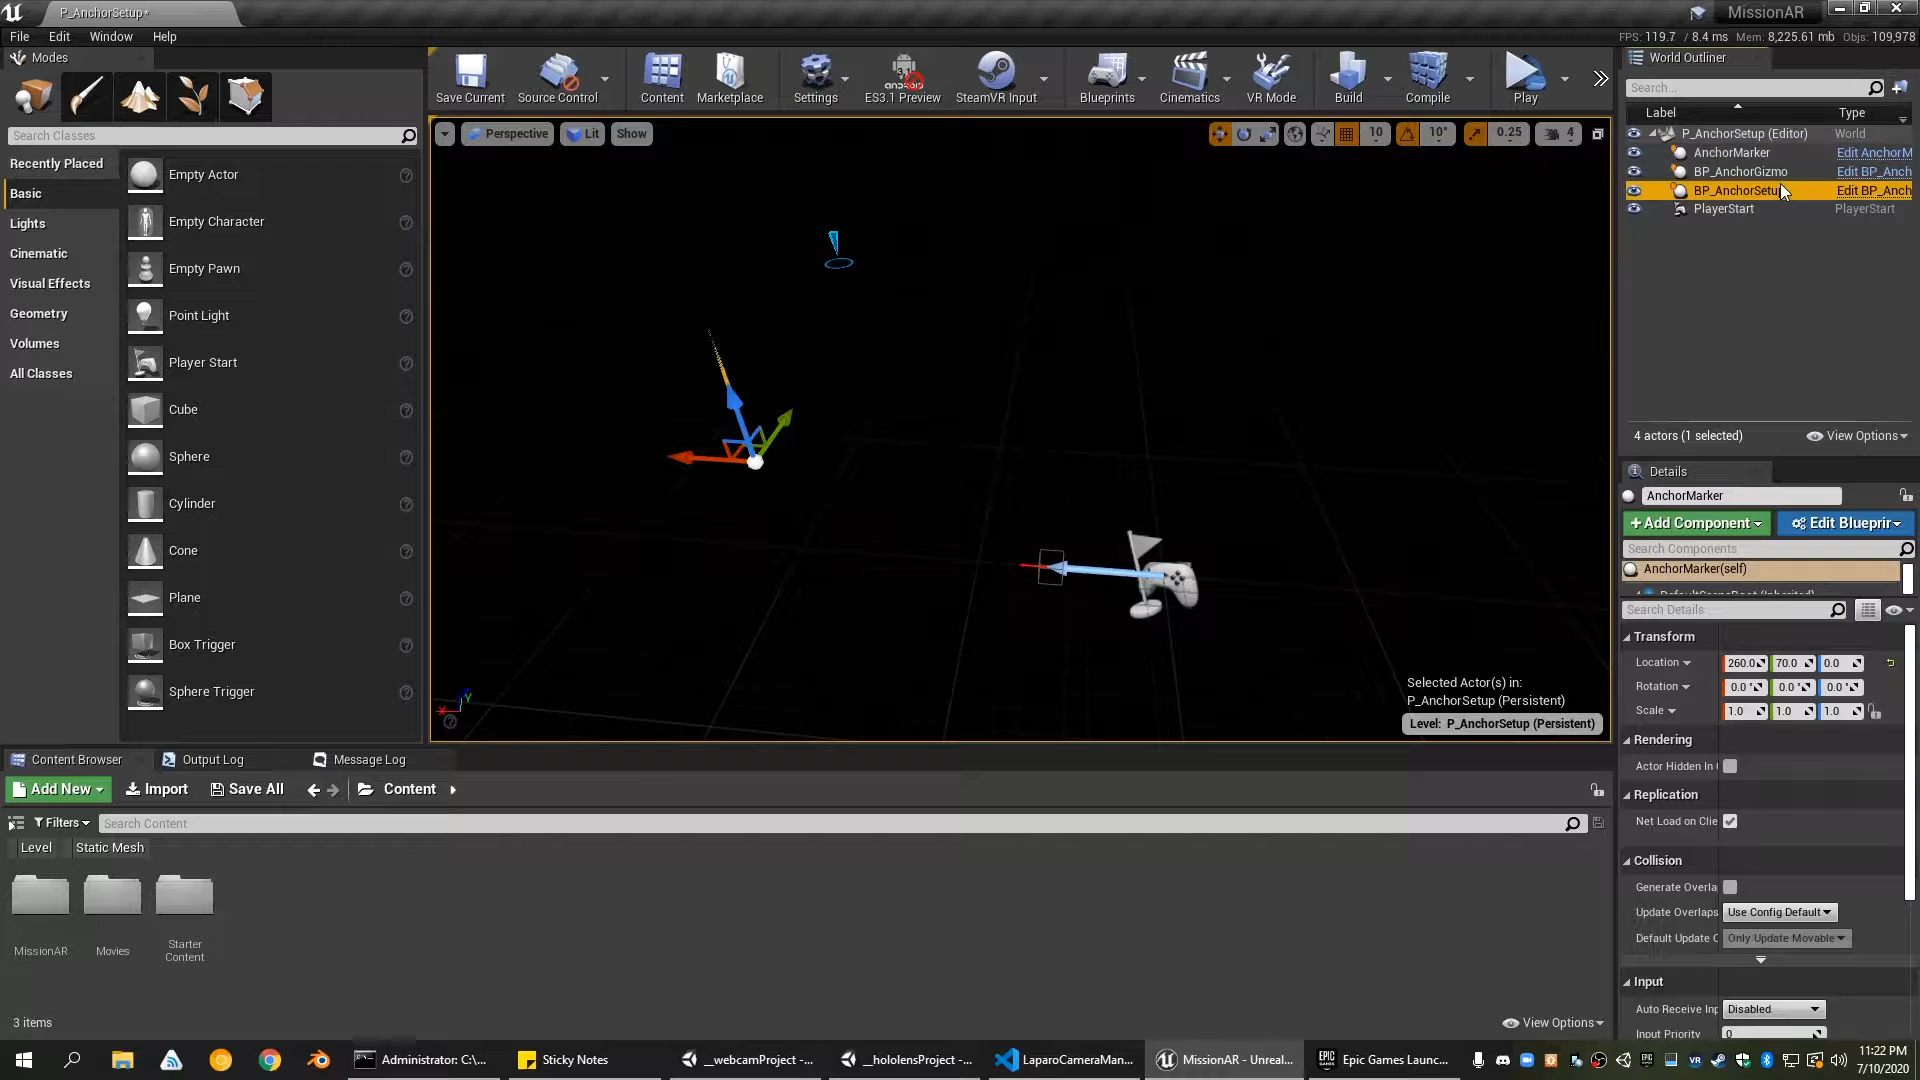 P_AnchorSetup*
MissionAR
File Edit Window Help
FPS: 119.7 / 8.4 ms Mem: 8,225.61 mb Objs: 109,978
Modes
Search Classes
Recently Placed
Basic
Lights
Cinematic
Visual Effects
Geometry
Volumes
All Classes
Empty Actor
Empty Character
Empty Pawn
Point Light
Player Start
Cube
Sphere
Cylinder
Cone
Plane
Box Trigger
Sphere Trigger
Save Current
Source Control
Content
Marketplace
Settings
ES3.1 Preview
SteamVR Input
Blueprints
Cinematics
VR Mode
Build
Compile
Play
Perspective Lit Show
10 10° 0.25 4
Selected Actor(s) in:
P_AnchorSetup (Persistent)
Level: P_AnchorSetup (Persistent)
X Y
World Outliner
Search...
Label Type
P_AnchorSetup (Editor) World
AnchorMarker Edit AnchorM
BP_AnchorGizmo Edit BP_Anch
BP_AnchorSetup Edit BP_Anch
PlayerStart PlayerStart
4 actors (1 selected) View Options
Details
AnchorMarker
+Add Component Edit Blueprin
Search Components
AnchorMarker(self)
DefaultSceneRoot (Inherited)
Search Details
Transform
Location 260.0 70.0 0.0
Rotation 0.0 ° 0.0 ° 0.0 °
Scale 1.0 1.0 1.0
Rendering
Actor Hidden In
Replication
Net Load on Clie
Collision
Generate Overla
Update Overlaps Use Config Default
Default Update C Only Update Movable
Input
Auto Receive Inp Disabled
Input Priority 0
Content Browser Output Log Message Log
Add New Import Save All Content
Filters Search Content
Level Static Mesh
MissionAR
Movies
Starter
Content
3 items
View Options
Administrator: C:\...
Sticky Notes
__webcamProject -...
__hololensProject -...
LaparoCameraMan...
MissionAR - Unreal...
Epic Games Launc...
11:22 PM
7/10/2020